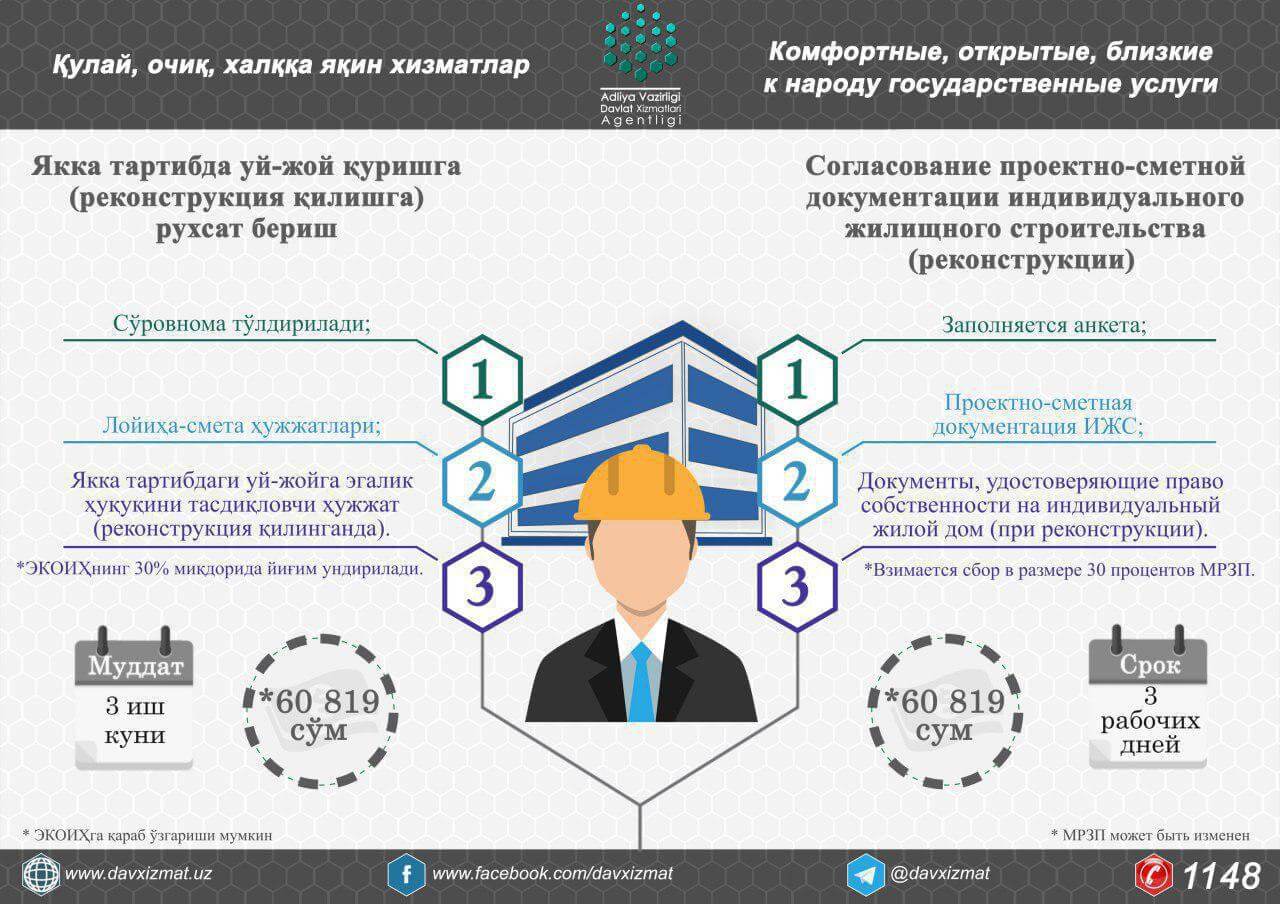 Қулай, очиқ, халққа яқин хизматлар
Adliya Vazirligi
Davlat Xizmatlari
Agentligi
Комфортные, открытые, близкие
к народу государственные услуги
Якка тартибда уй-жой қуришга
(реконструкция қилишга)
рухсат бериш
Согласование проектно-сметной
документации индивидуального
жилищного строительства
(реконструкции)
Сўровнома тўлдирилади;
1
Лойиҳа-смета ҳужжатлари;
2
Якка тартибдаги уй-жойга эгалик
ҳуқуқини тасдиқловчи ҳужжат
(реконструкция қилинганда).
*ЭКОИҲнинг 30% миқдорида йиғим ундирилади.
3
1
Заполняется анкета;
2
Проектно-сметная
документация ИЖС;
3
Документы, удостоверяющие право
собственности на индивидуальный
жилой дом (при реконструкции).
*Взимается сбор в размере 30 процентов МРЗП.
Муддат
3 иш
куни
*60 819
сўм
*60 819
сум
Срок
3
рабочих
дней
* ЭКОИҲга қараб ўзгариши мумкин
* МРЗП может быть изменен
www.davxizmat.uz
www.facebook.com/davxizmat
@davxizmat
1148